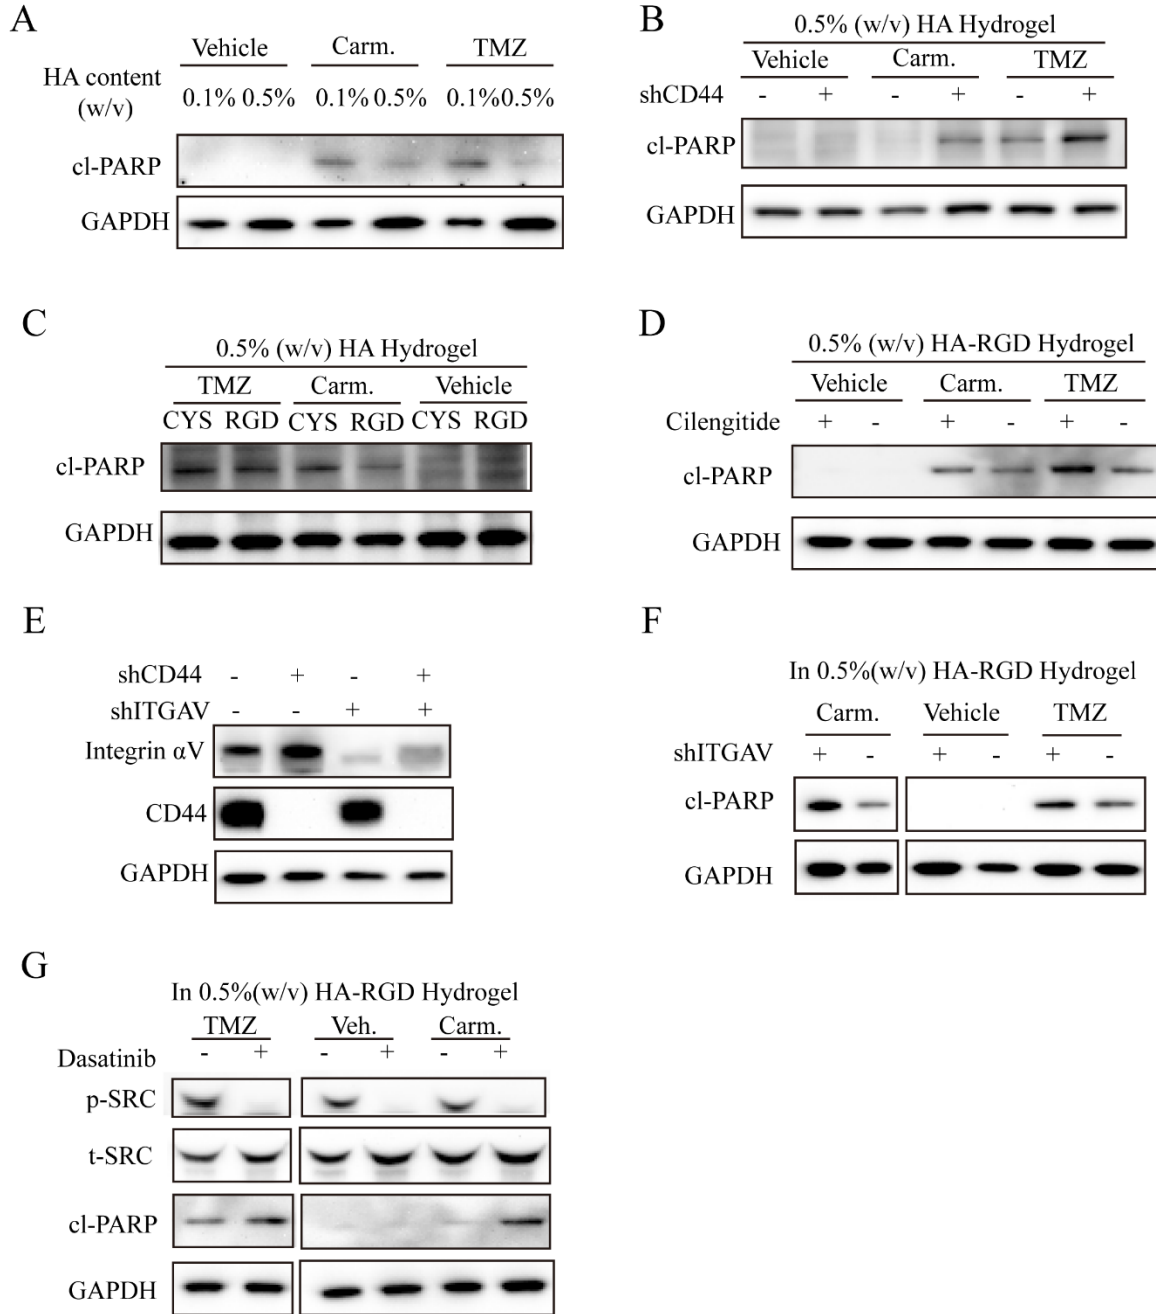 A
Vehicle Carm. TMZ
HA content
(w/v)
0.1% 0.5% 0.1% 0.5% 0.1% 0.5%
cl-PARP
GAPDH
B
0.5% (w/v) HA Hydrogel
Vehicle Carm. TMZ
shCD44 - + - + - +
cl-PARP
GAPDH
C
0.5% (w/v) HA Hydrogel
TMZ Carm. Vehicle
CYS RGD CYS RGD CYS RGD
cl-PARP
GAPDH
D
0.5% (w/v) HA-RGD Hydrogel
Vehicle Carm. TMZ
Cilengitide + - + - + -
cl-PARP
GAPDH
E
shCD44 - + - +
shITGAV - - + +
Integrin αV
CD44
GAPDH
F
In 0.5%(w/v) HA-RGD Hydrogel
Carm. Vehicle TMZ
shITGAV + - + - + -
cl-PARP
GAPDH
G
In 0.5%(w/v) HA-RGD Hydrogel
TMZ Veh. Carm.
Dasatinib - + - + - +
p-SRC
t-SRC
cl-PARP
GAPDH